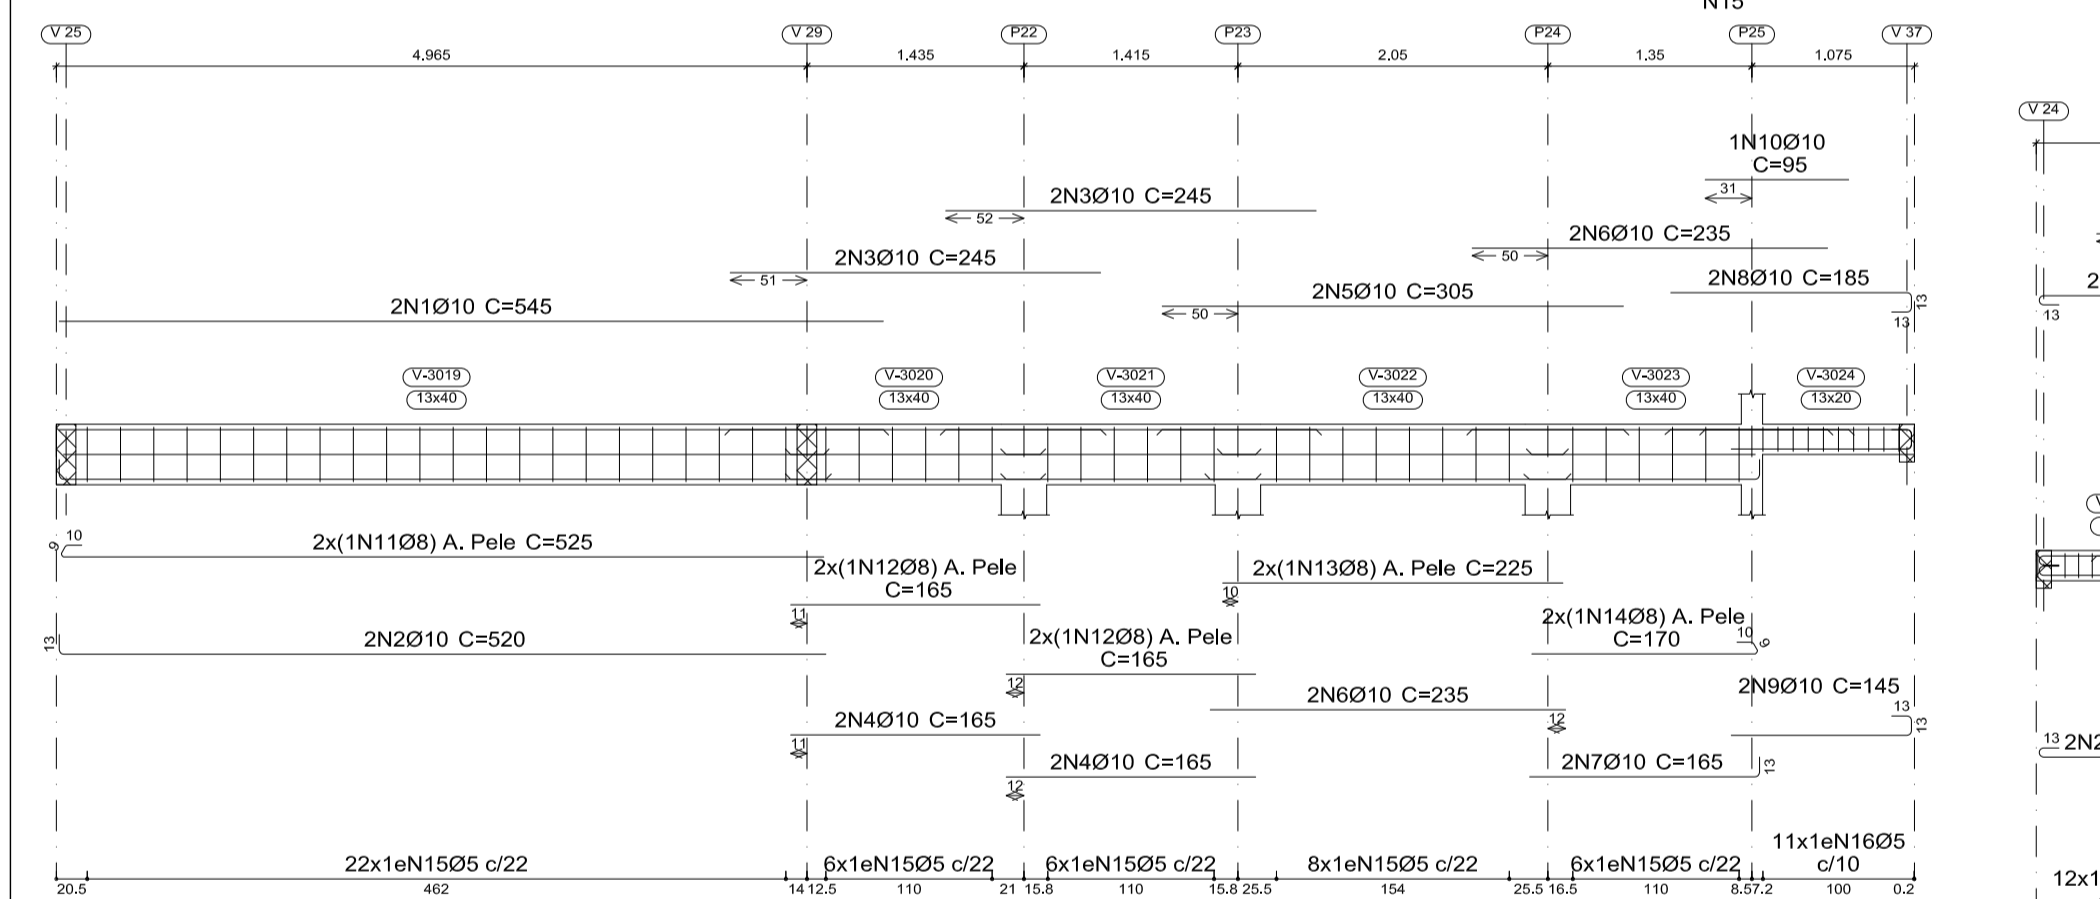 N15
V 25
V 29
P22
P23
P24
P25
V 37
4.965
1.435
1.415
2.05
1.35
1.075
V 24
1N10Ø10
C=95
31
2N3Ø10 C=245
52
2N6Ø10 C=235
50
2N3Ø10 C=245
51
2N8Ø10 C=185
13
13
2N5Ø10 C=305
50
2N1Ø10 C=545
2
13
V-3019
V-3020
V-3021
V-3022
V-3023
V-3024
13x40
13x40
13x40
13x40
13x40
13x20
9
10
2x(1N11Ø8) A. Pele C=525
2x(1N12Ø8) A. Pele
C=165
11
2x(1N13Ø8) A. Pele C=225
10
2x(1N14Ø8) A. Pele
C=170
10
9
13
2N2Ø10 C=520
2x(1N12Ø8) A. Pele
C=165
12
2N6Ø10 C=235
12
2N9Ø10 C=145
13
13
2N4Ø10 C=165
11
2N4Ø10 C=165
12
2N7Ø10 C=165
13
13
2N2
22x1eN15Ø5 c/22
6x1eN15Ø5 c/22
6x1eN15Ø5 c/22
8x1eN15Ø5 c/22
6x1eN15Ø5 c/22
11x1eN16Ø5
c/10
20.5
462
14
12.5
110
21
15.8
110
15.8
25.5
154
25.5
16.5
110
8.5
7.2
100
0.2
12x1